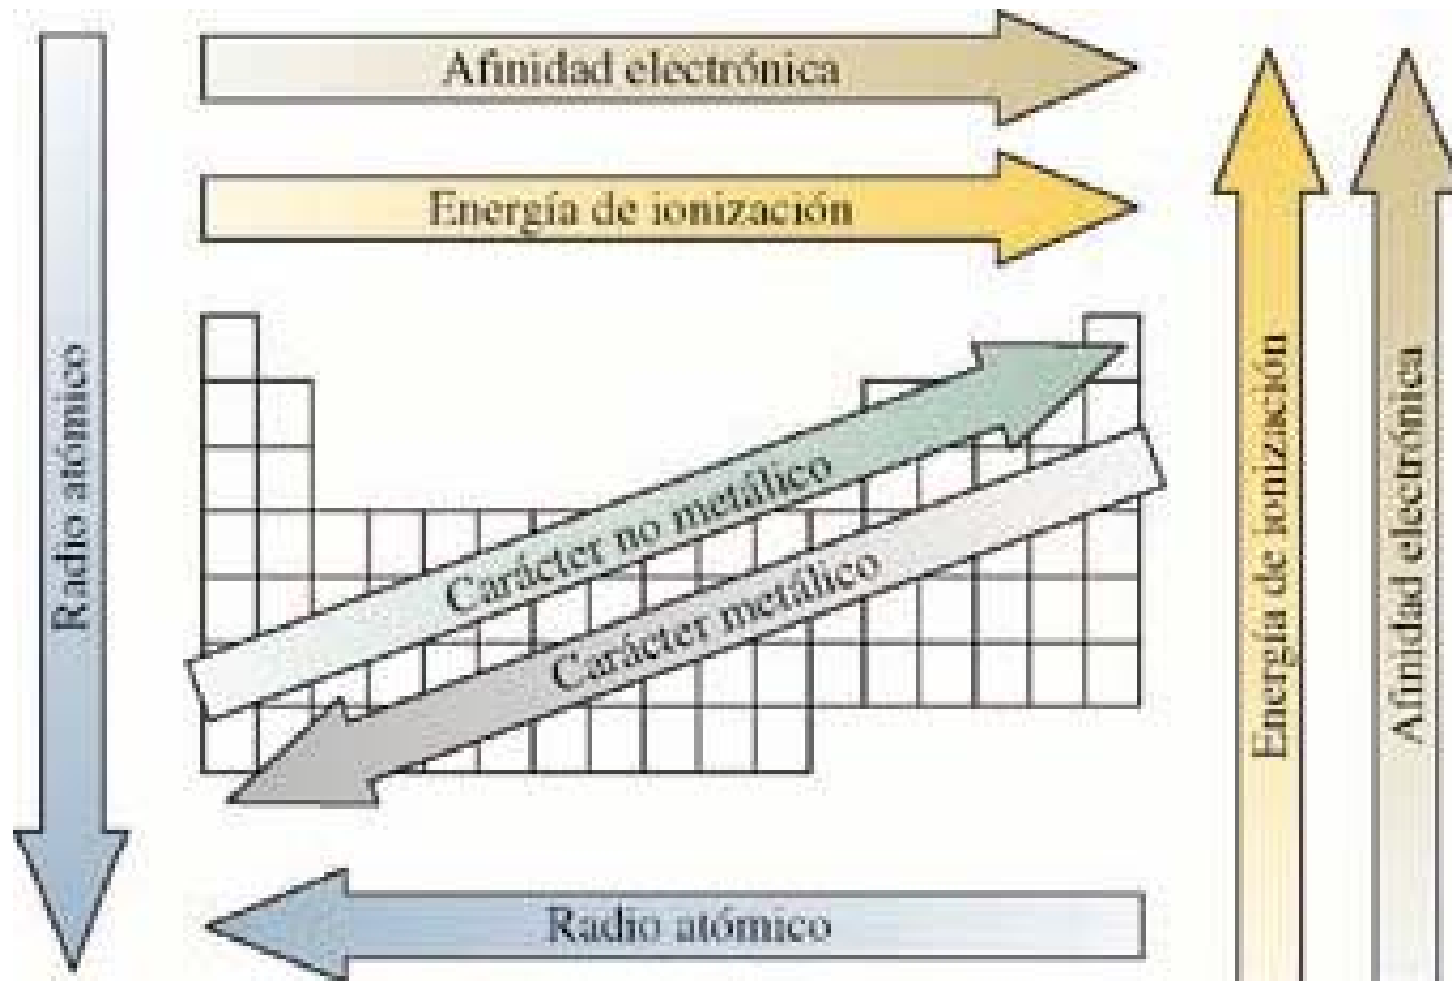 Afinidad electrónica
Energía de ionización
Radio atómico
Carácter no metálico
Carácter metálico
Energía de ionización
Afinidad electrónica
Radio atómico